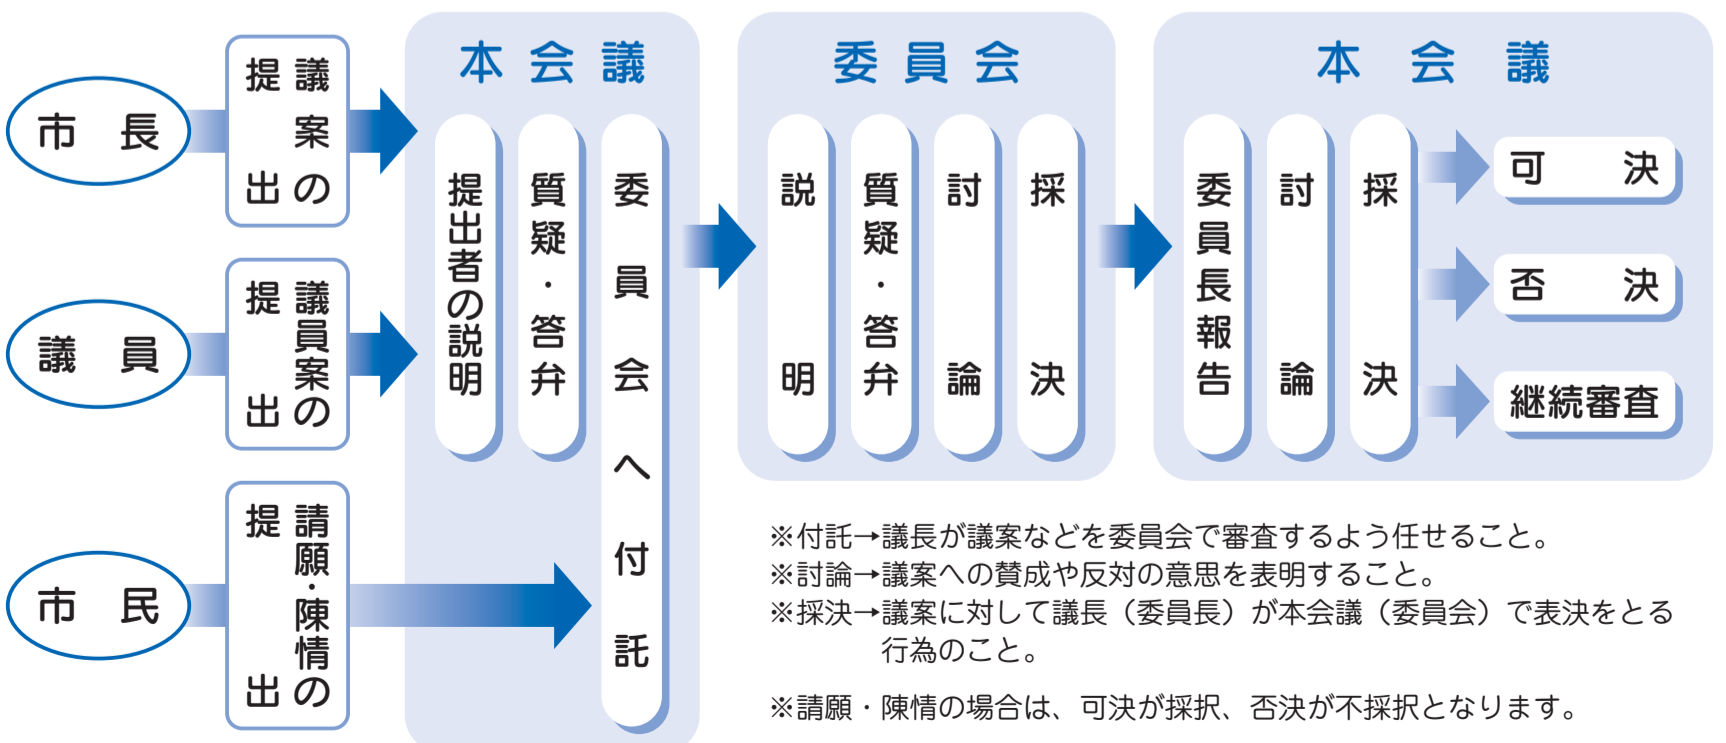 市長
議案の
提出
議員
議員案の
提出
市民
請願・陳情の
提出
本会議
提出者の説明
質疑・答弁
委員会へ付託
委員会
説明
質疑・答弁
討論
採決
本会議
委員長報告
討論
採決
可決
否決
継続審査
※付託→議長が議案などを委員会で審査するよう任せること。
※討論→議案への賛成や反対の意思を表明すること。
※採決→議案に対して議長（委員長）が本会議（委員会）で表決をとる
行為のこと。
※請願・陳情の場合は、可決が採択、否決が不採択となります。